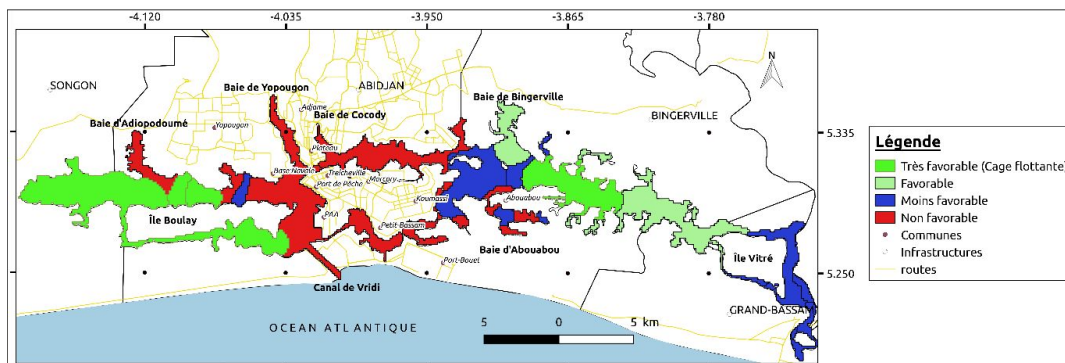 -4.120 -4.035 -3.950 -3.865 -3.780
N
SONGON
Baie de Yopougon
ABIDJAN
Baie de Bingerville
BINGERVILLE
Adjame
Baie de Cocody
Baie d'Adiopodoumé
Yopougon
5.335
Plateau
Base Navale
Treicheville
Marcory
Port de Pêche
Koumassi
Abouabou
Île Boulay
PAA
Petit-Bassam
Baie d'Abouabou
Île Vitré
Port-Bouet
5.250
Canal de Vridi
GRAND-BASSAM
OCEAN ATLANTIQUE
5 0 5 km
Légende
Très favorable (Cage flottante)
Favorable
Moins favorable
Non favorable
Communes
Infrastructures
routes